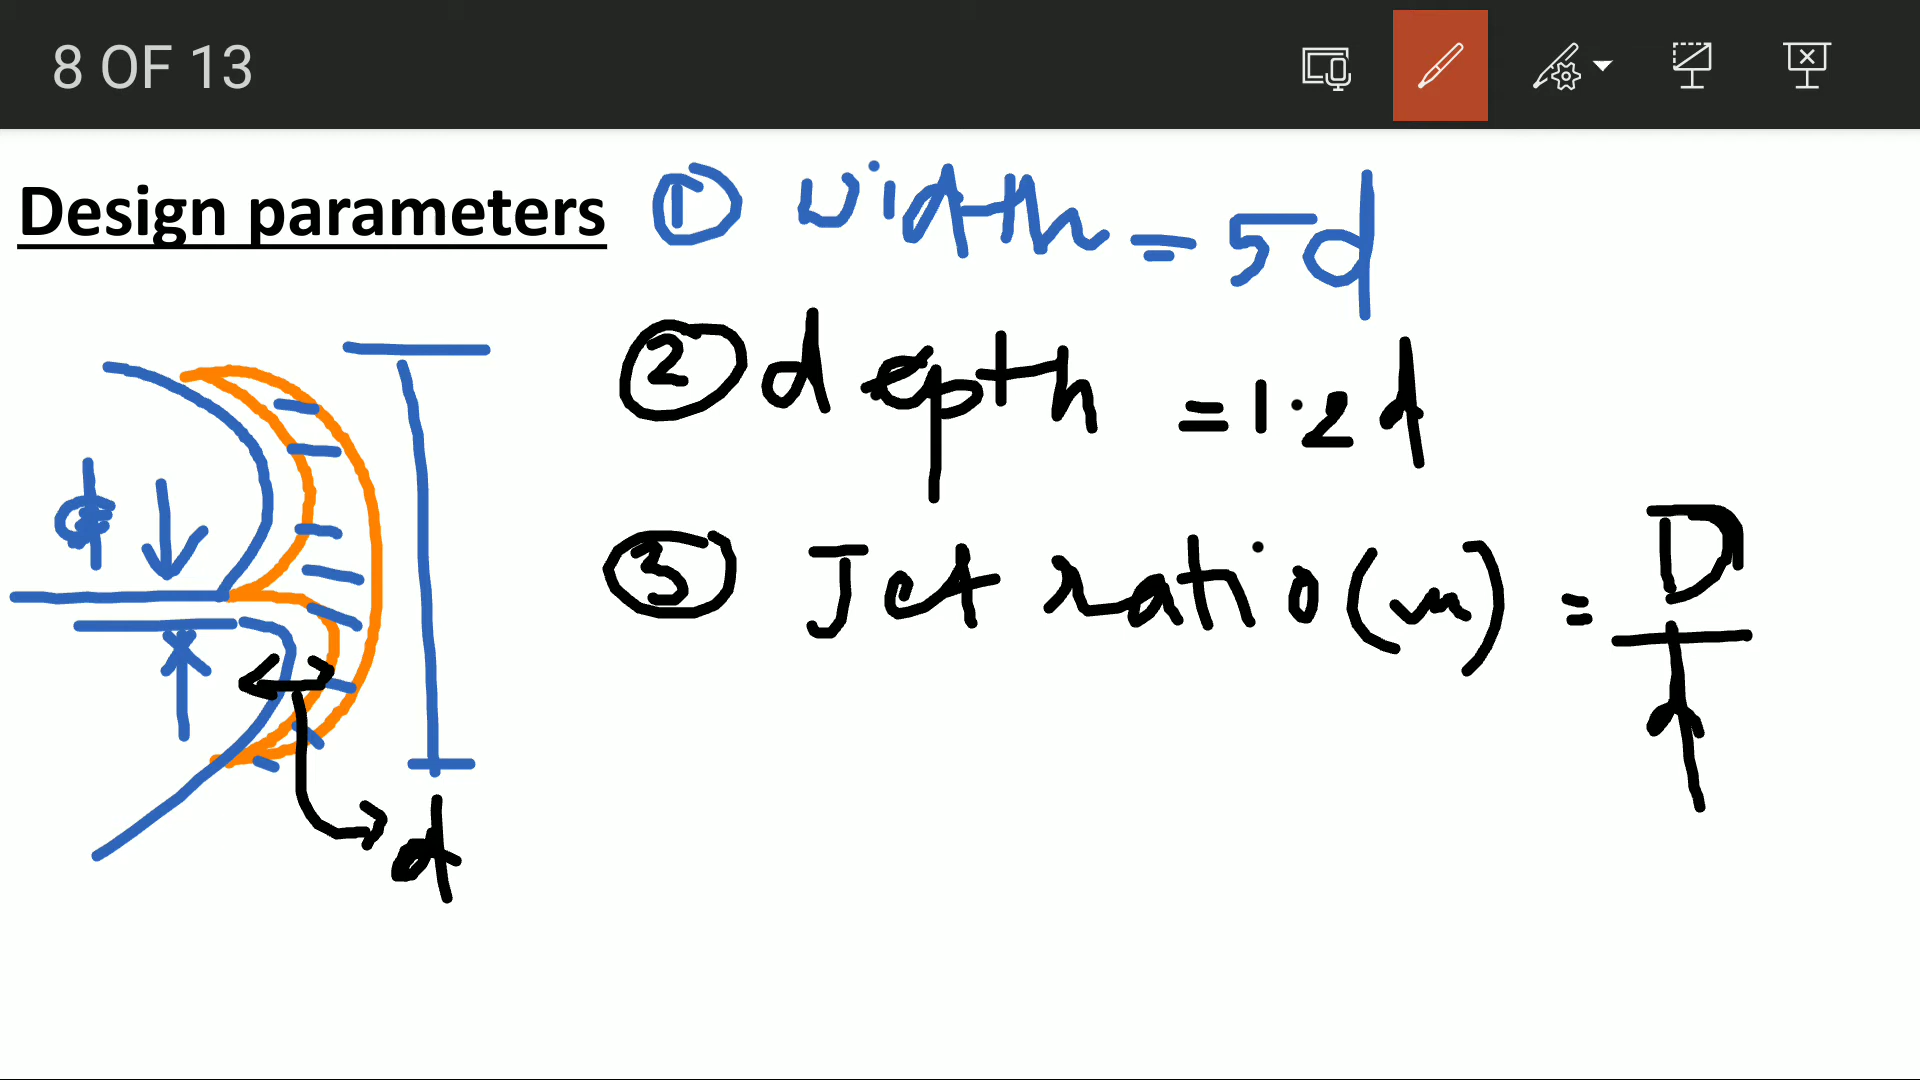 8 OF 13
Design parameters
① width = 5d
② depth = 1.2d
③ Jet ratio (m) = D/d
d
d